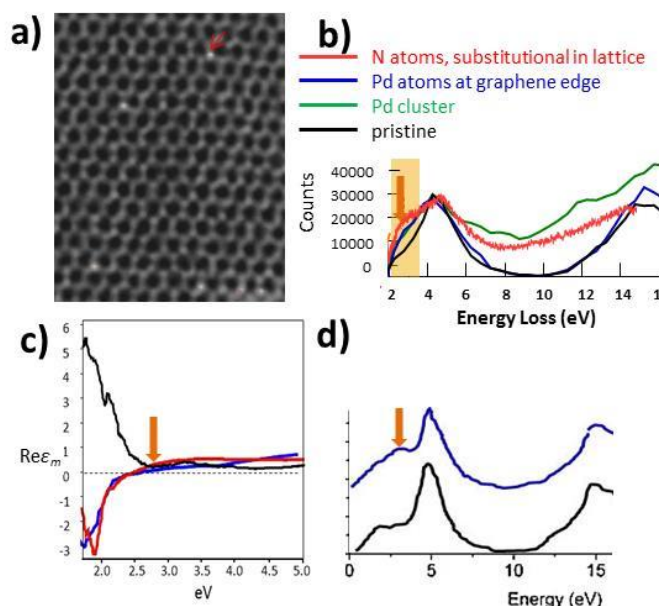 a)
b)
N atoms, substitutional in lattice
Pd atoms at graphene edge
Pd cluster
pristine
40000
30000
20000
10000
0
Counts
2 4 6 8 10 12 14 16
Energy Loss (eV)
c)
6
5
4
3
2
1
0
-1
-2
-3
Reεm
2.0 2.5 3.0 3.5 4.0 4.5 5.0
eV
d)
0 5 10 15
Energy (eV)